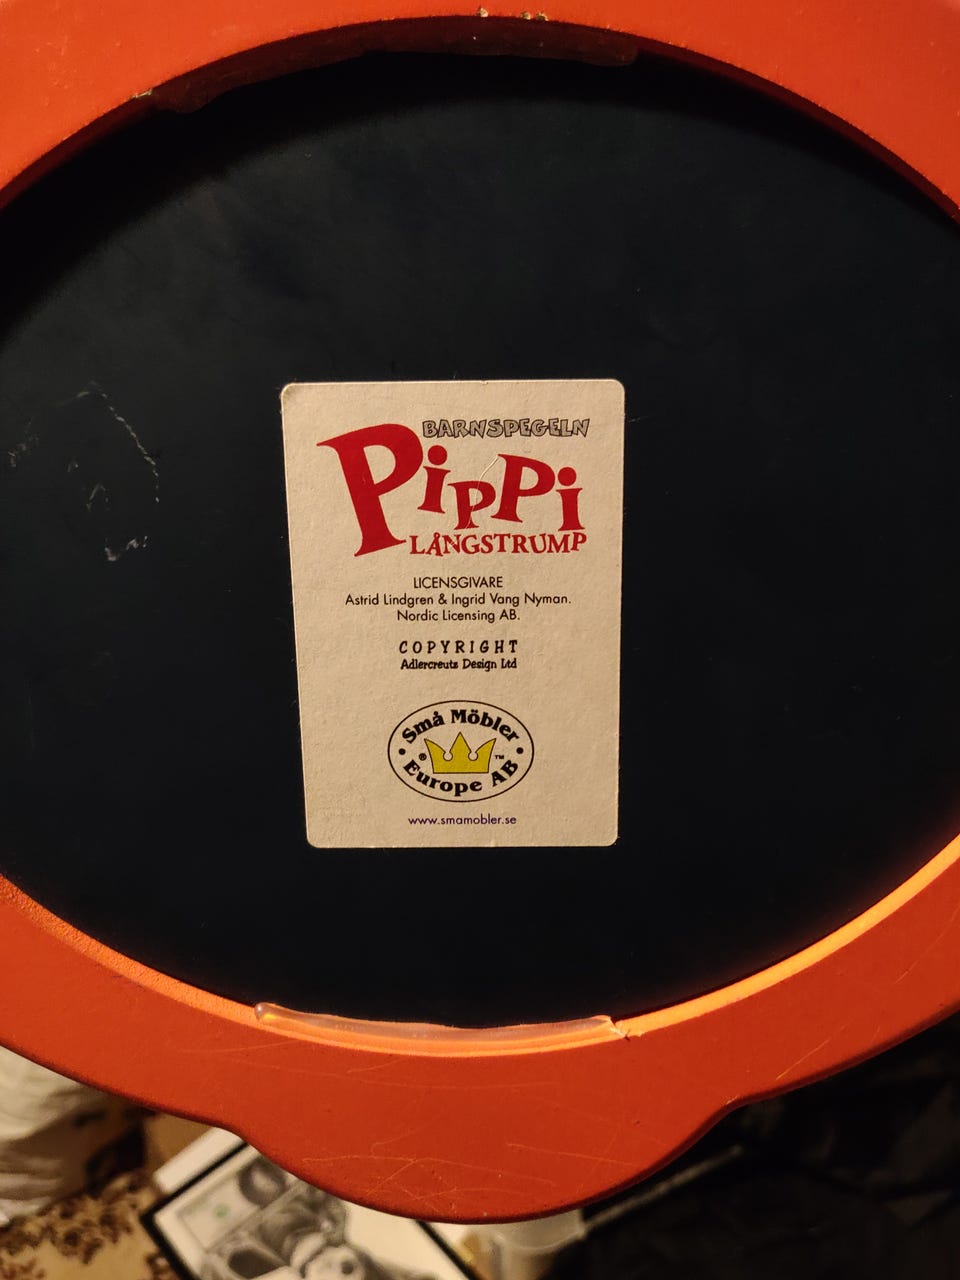 BARNSPEGELN
PiPPi
LÅNGSTRUMP
LICENSGIVARE
Astrid Lindgren & Ingrid Vang Nyman.
Nordic Licensing AB.
COPYRIGHT
Adlercreutz Design Ltd
Små Möbler
® ™
Europe AB
www.smamobler.se